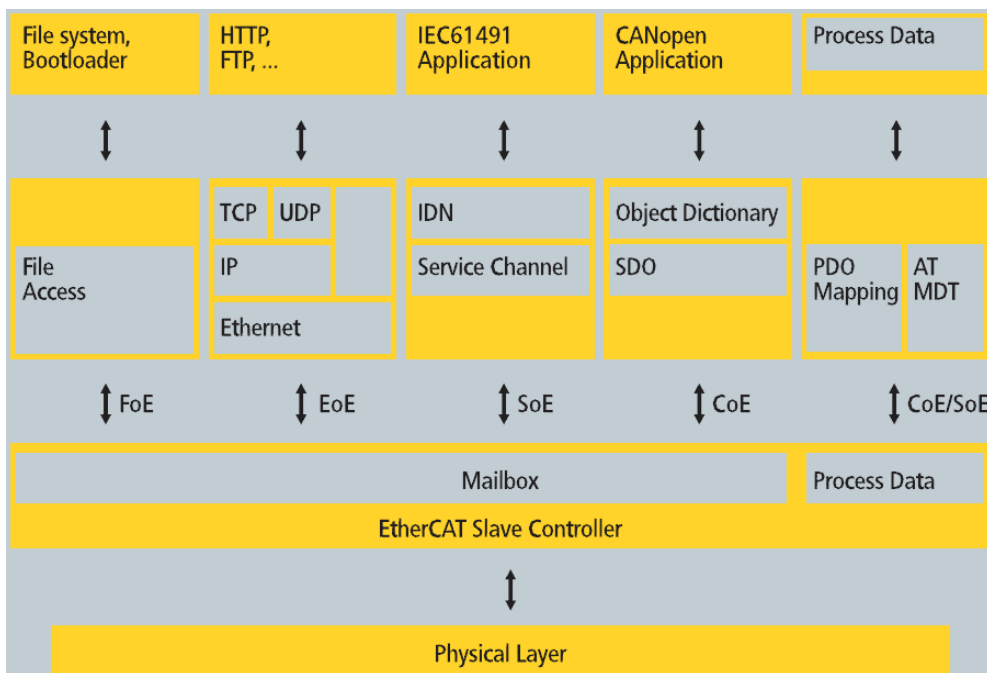 File system,
Bootloader
HTTP,
FTP, ...
IEC61491
Application
CANopen
Application
Process Data
File
Access
TCP
UDP
IP
Ethernet
IDN
Service Channel
Object Dictionary
SDO
PDO
Mapping
AT
MDT
FoE
EoE
SoE
CoE
CoE/SoE
Mailbox
Process Data
EtherCAT Slave Controller
Physical Layer